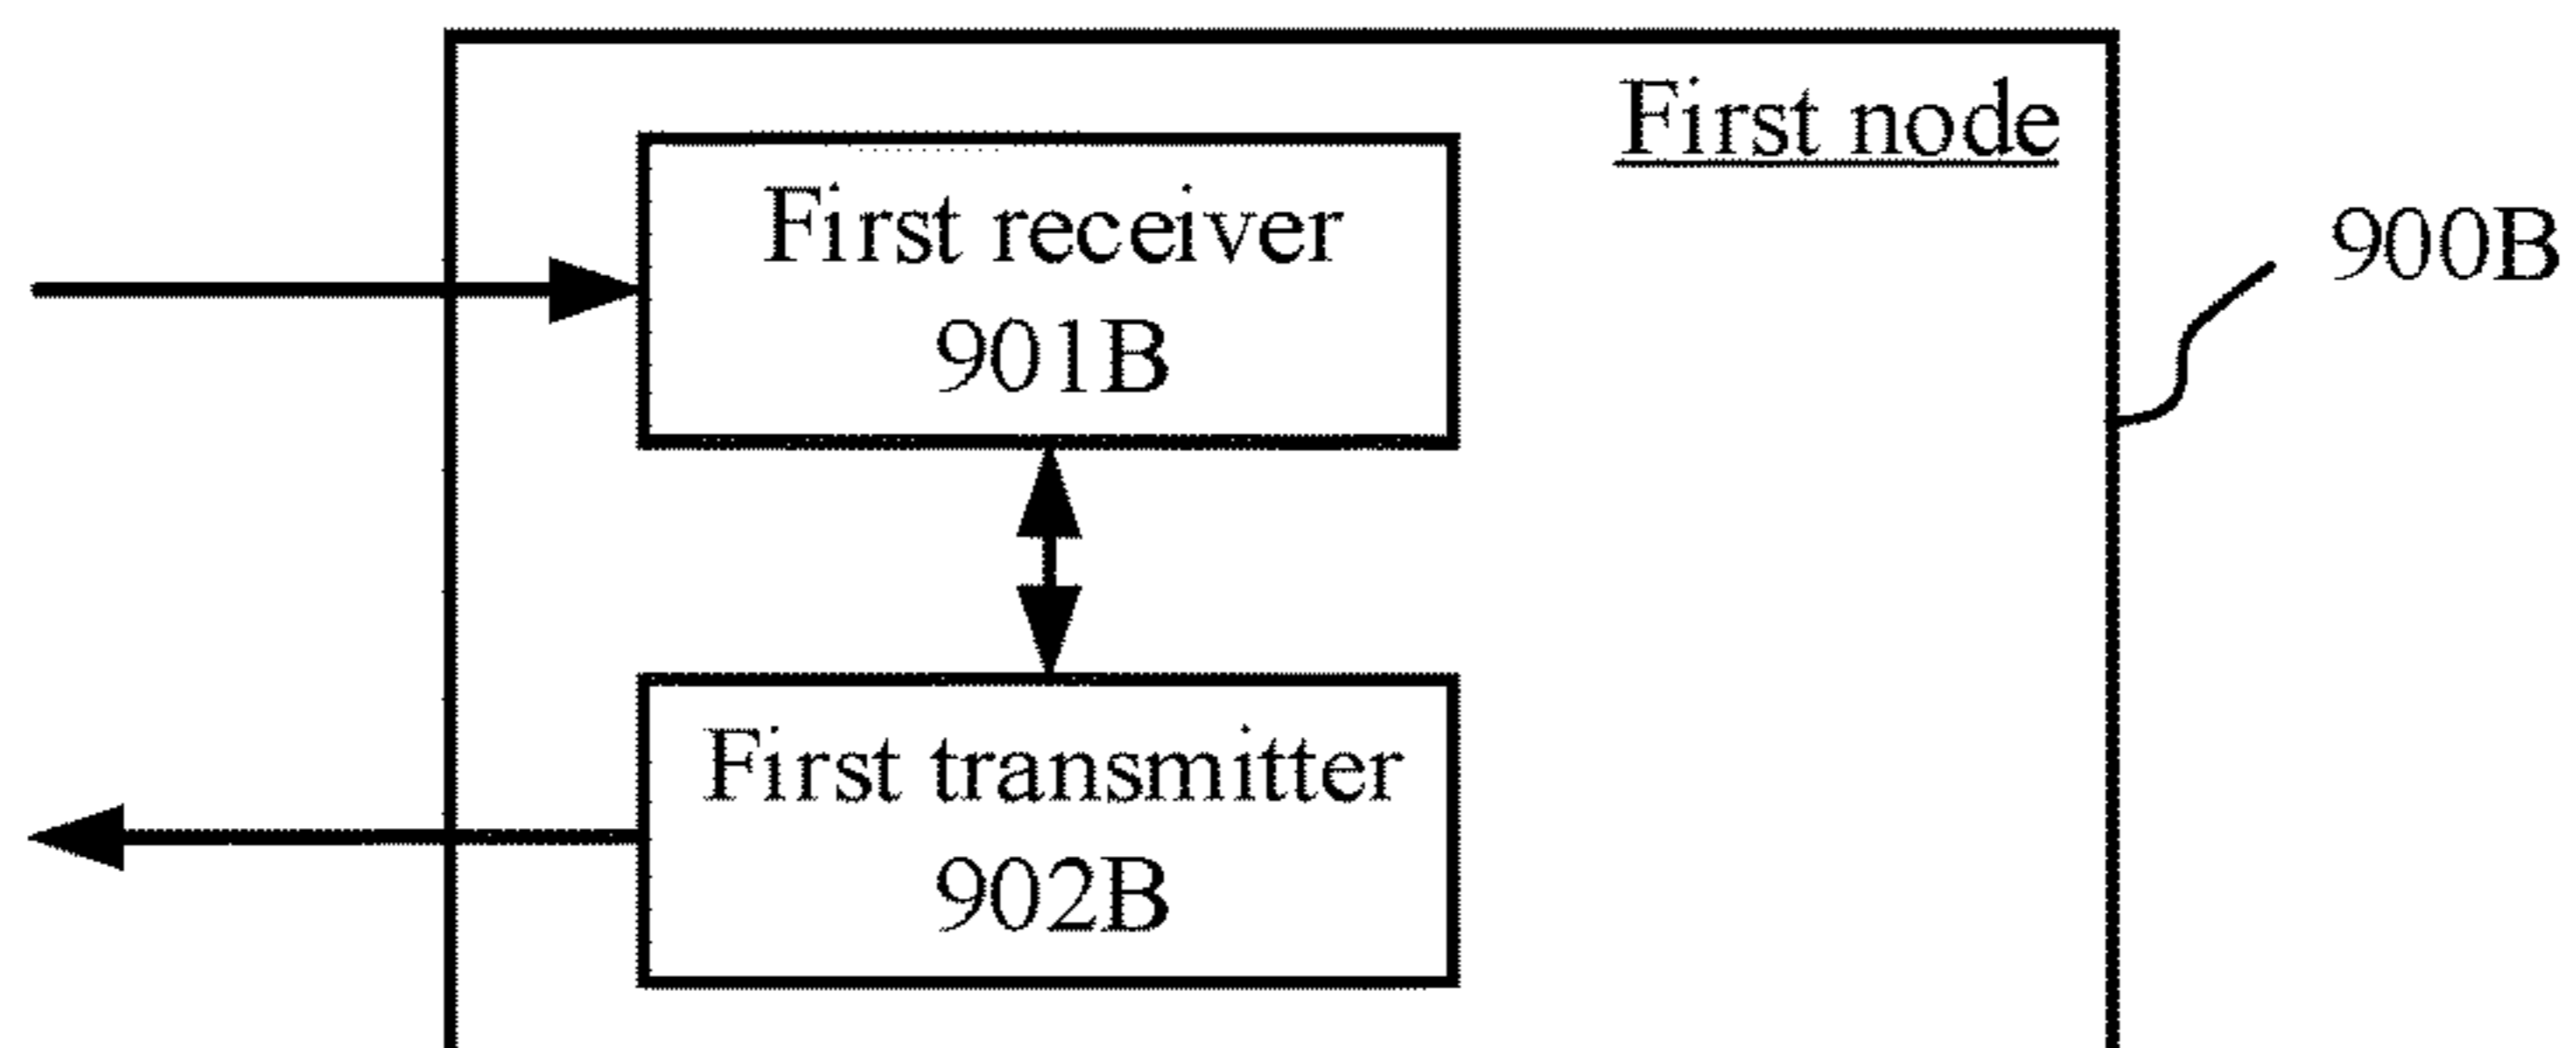 First node
First receiver
901B
900B
First transmitter
902B